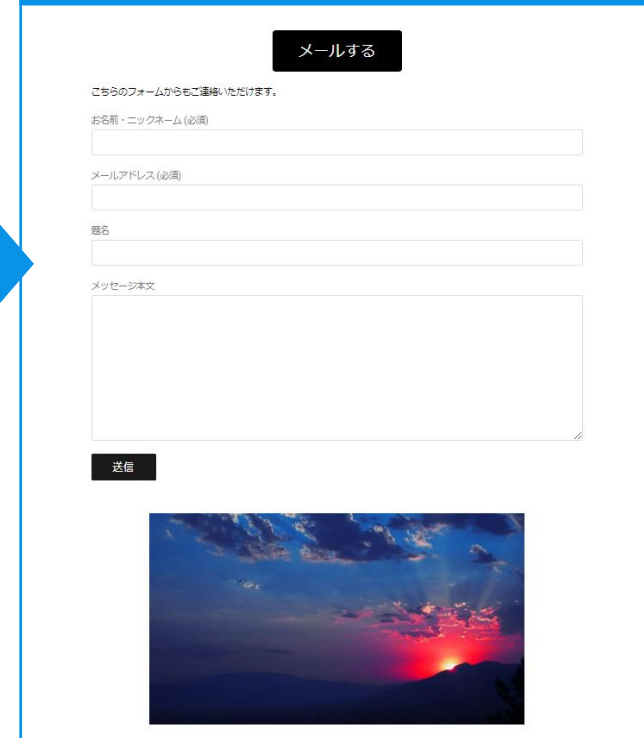 メールする
こちらのフォームからもご連絡いただけます。
お名前・ニックネーム (必須)
メールアドレス (必須)
題名
メッセージ本文
送信